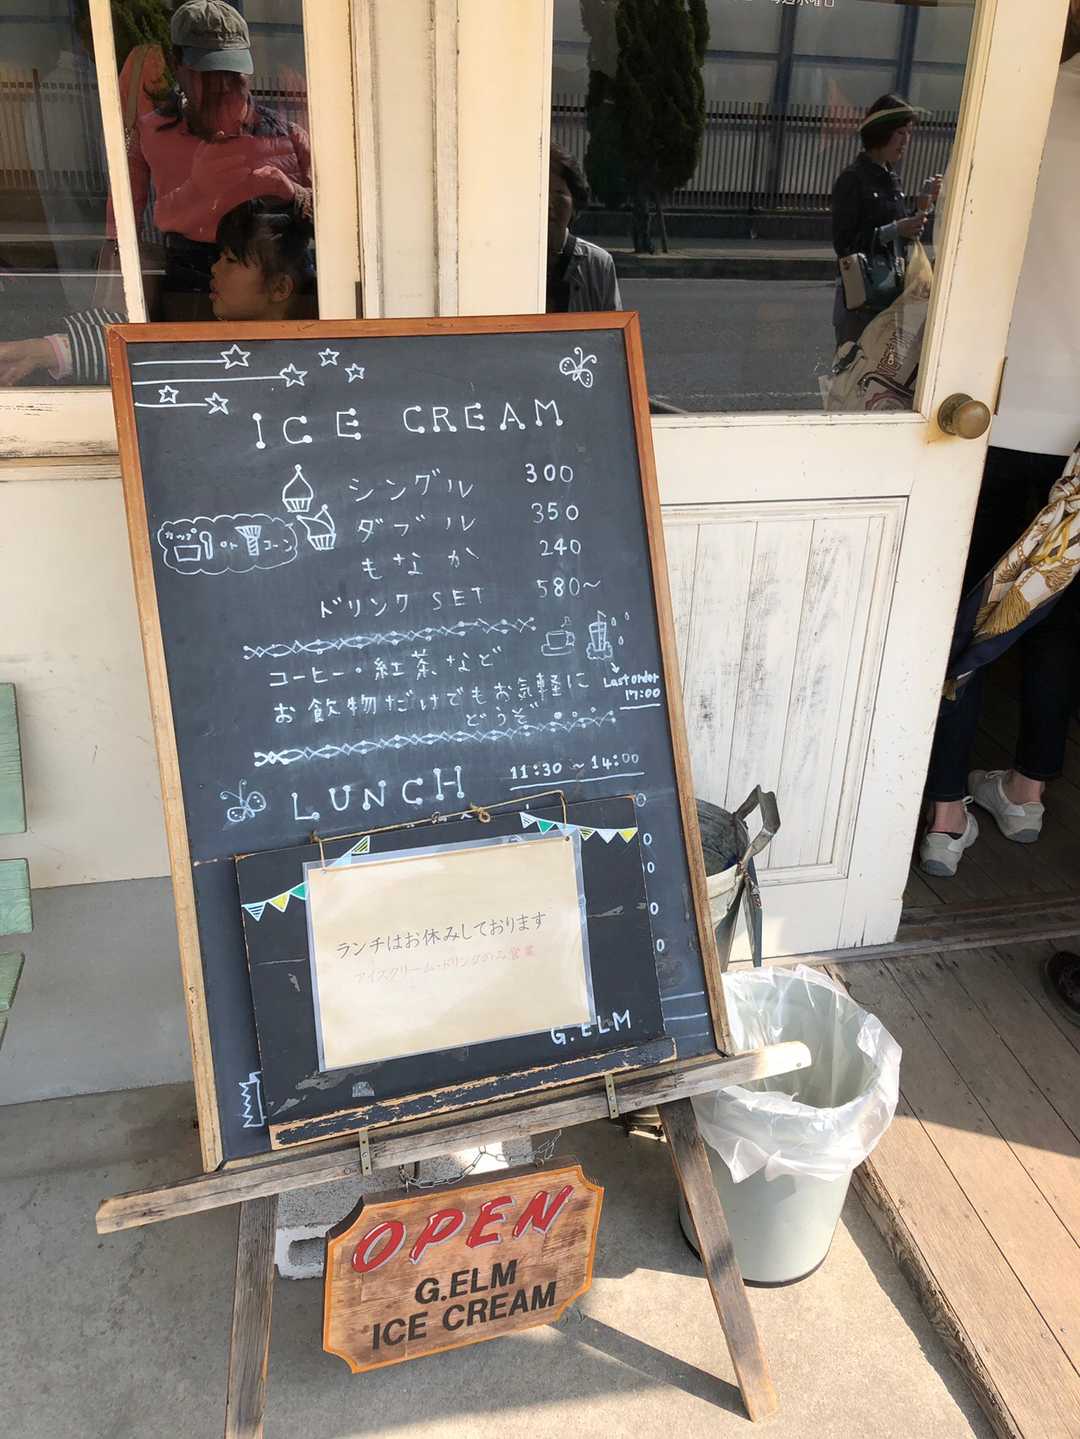 ICE CREAM
シングル 300
ダブル 350
カップ or コーン
もなか 240
ドリンク SET 580〜
コーヒー・紅茶など
お飲物だけでもお気軽に
どうぞ
Last order
17:00
LUNCH 11:30 ~ 14:00
ランチはお休みしております
アイスクリーム・ドリンクのみ営業
G.ELM
OPEN
G.ELM
ICE CREAM